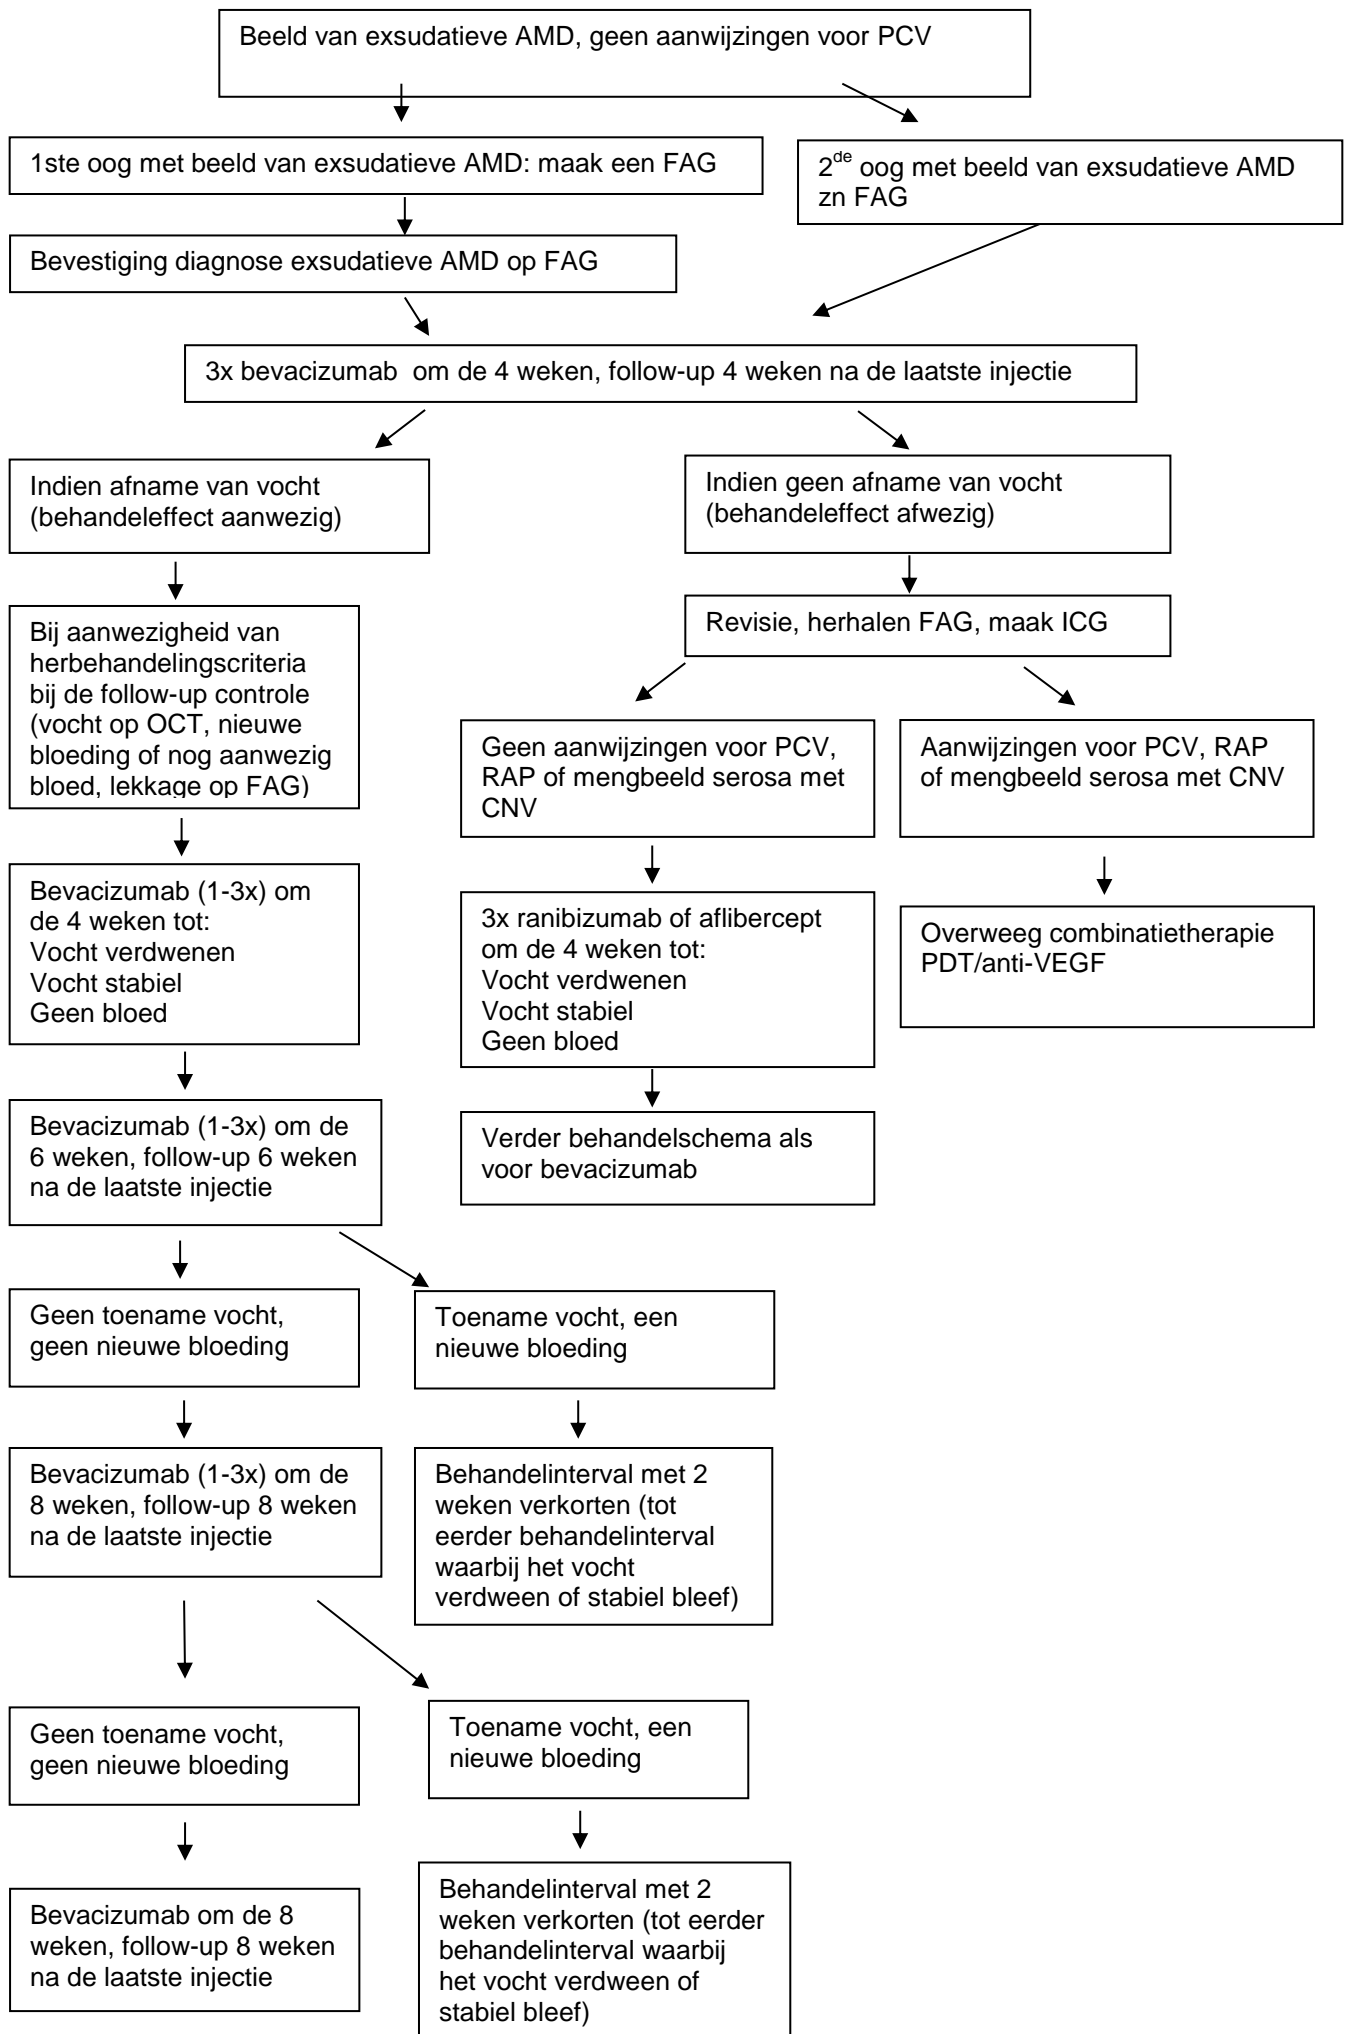 Beeld van exsudatieve AMD, geen aanwijzingen voor PCV
1ste oog met beeld van exsudatieve AMD: maak een FAG
2de oog met beeld van exsudatieve AMD
zn FAG
Bevestiging diagnose exsudatieve AMD op FAG
3x bevacizumab om de 4 weken, follow-up 4 weken na de laatste injectie
Indien afname van vocht
(behandeleffect aanwezig)
Indien geen afname van vocht
(behandeleffect afwezig)
Bij aanwezigheid van
herbehandelingscriteria
bij de follow-up controle
(vocht op OCT, nieuwe
bloeding of nog aanwezig
bloed, lekkage op FAG)
Revisie, herhalen FAG, maak ICG
Geen aanwijzingen voor PCV,
RAP of mengbeeld serosa met
CNV
Aanwijzingen voor PCV, RAP
of mengbeeld serosa met CNV
Bevacizumab (1-3x) om
de 4 weken tot:
Vocht verdwenen
Vocht stabiel
Geen bloed
3x ranibizumab of aflibercept
om de 4 weken tot:
Vocht verdwenen
Vocht stabiel
Geen bloed
Overweeg combinatietherapie
PDT/anti-VEGF
Bevacizumab (1-3x) om de
6 weken, follow-up 6 weken
na de laatste injectie
Verder behandelschema als
voor bevacizumab
Geen toename vocht,
geen nieuwe bloeding
Toename vocht, een
nieuwe bloeding
Bevacizumab (1-3x) om de
8 weken, follow-up 8 weken
na de laatste injectie
Behandelinterval met 2
weken verkorten (tot
eerder behandelinterval
waarbij het vocht
verdween of stabiel bleef)
Geen toename vocht,
geen nieuwe bloeding
Toename vocht, een
nieuwe bloeding
Bevacizumab om de 8
weken, follow-up 8 weken
na de laatste injectie
Behandelinterval met 2
weken verkorten (tot eerder
behandelinterval waarbij
het vocht verdween of
stabiel bleef)